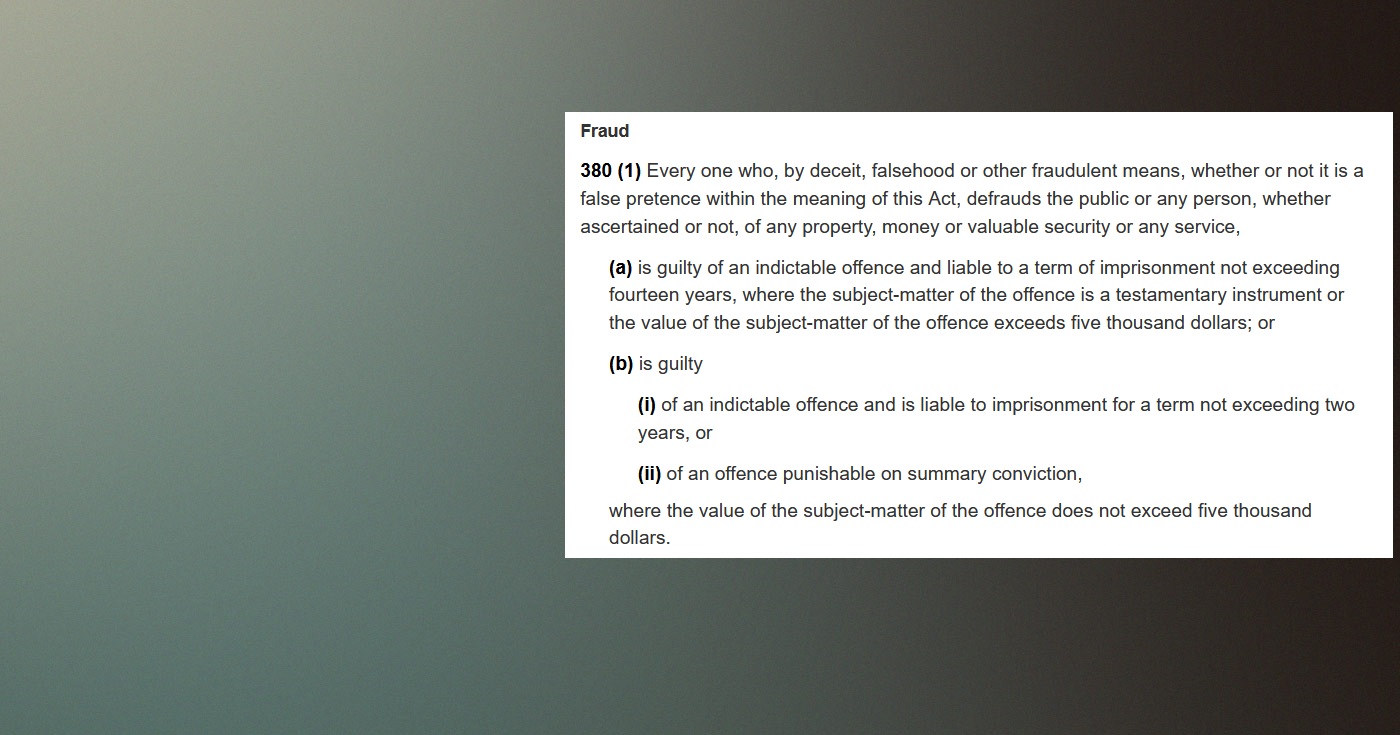 Fraud
380 (1) Every one who, by deceit, falsehood or other fraudulent means, whether or not it is a
false pretence within the meaning of this Act, defrauds the public or any person, whether
ascertained or not, of any property, money or valuable security or any service,
(a) is guilty of an indictable offence and liable to a term of imprisonment not exceeding
fourteen years, where the subject-matter of the offence is a testamentary instrument or
the value of the subject-matter of the offence exceeds five thousand dollars; or
(b) is guilty
(i) of an indictable offence and is liable to imprisonment for a term not exceeding two
years, or
(ii) of an offence punishable on summary conviction,
where the value of the subject-matter of the offence does not exceed five thousand
dollars.